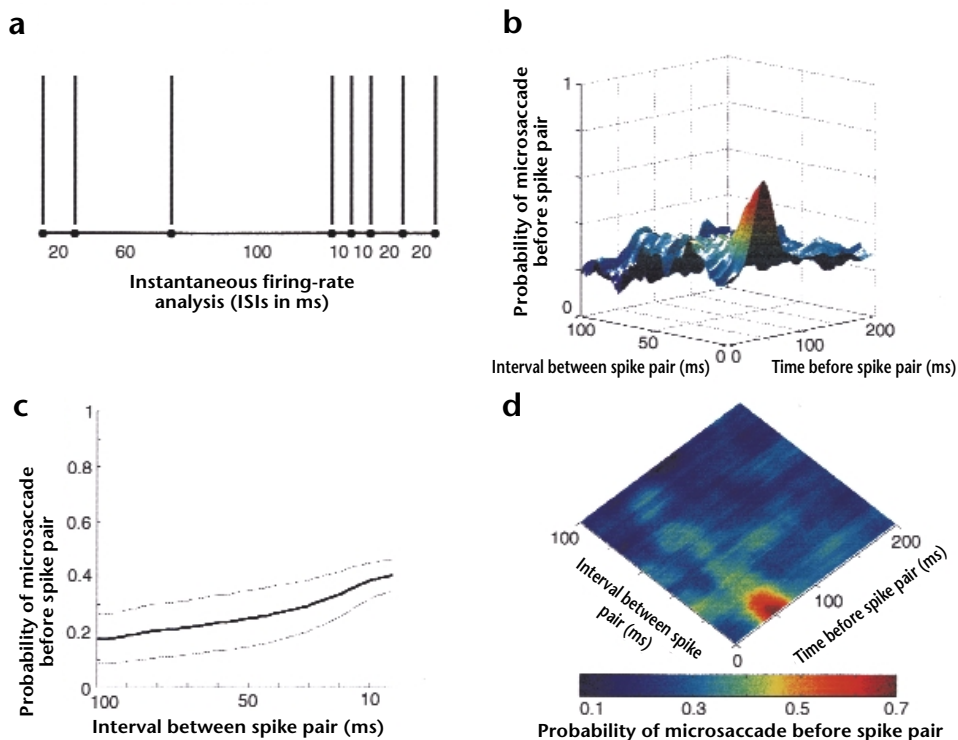 a
20 60 100 10 10 20 20
Instantaneous firing-rate
analysis (ISIs in ms)
b
Probability of microsaccade
before spike pair
1
0
100
50
0 0
100
200
Interval between spike pair (ms)
Time before spike pair (ms)
c
Probability of microsaccade
before spike pair
1
0.8
0.6
0.4
0.2
0
100 50 10
Interval between spike pair (ms)
d
100
200
Interval between spike
pair (ms)
100
Time before spike pair (ms)
0
0.1 0.3 0.5 0.7
Probability of microsaccade before spike pair